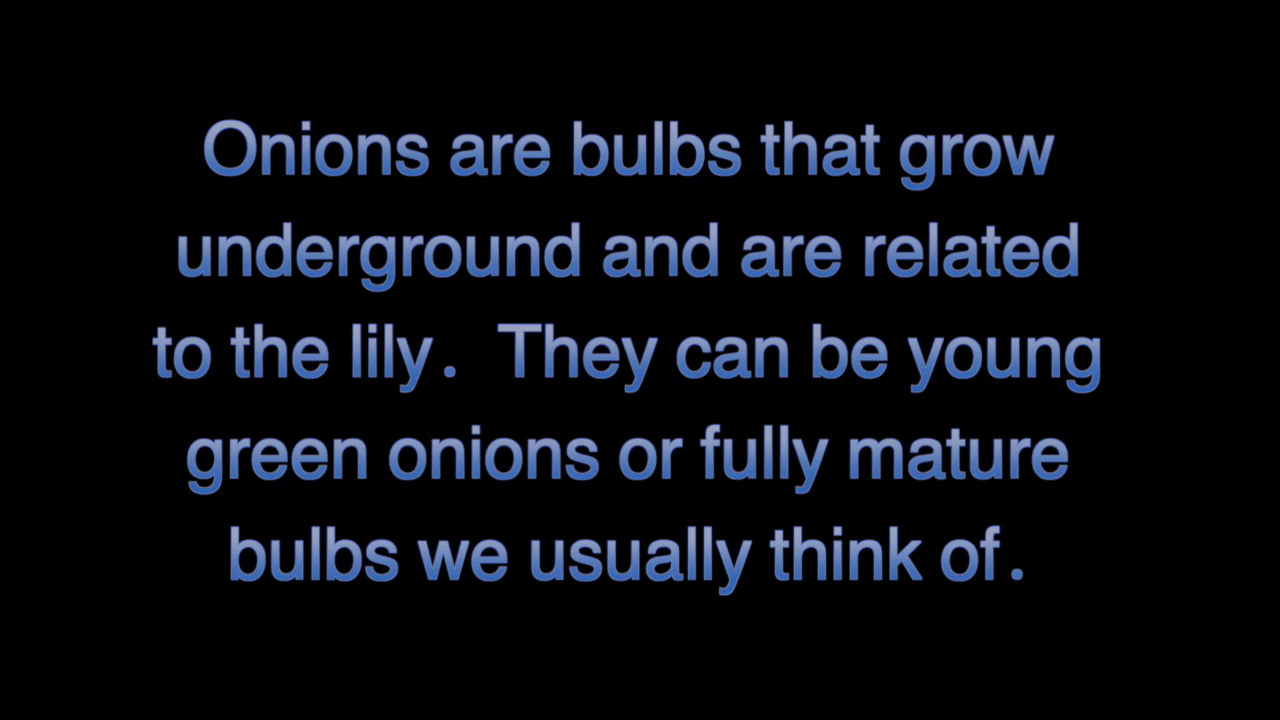 Onions are bulbs that grow
underground and are related
to the lily.  They can be young
green onions or fully mature
bulbs we usually think of.